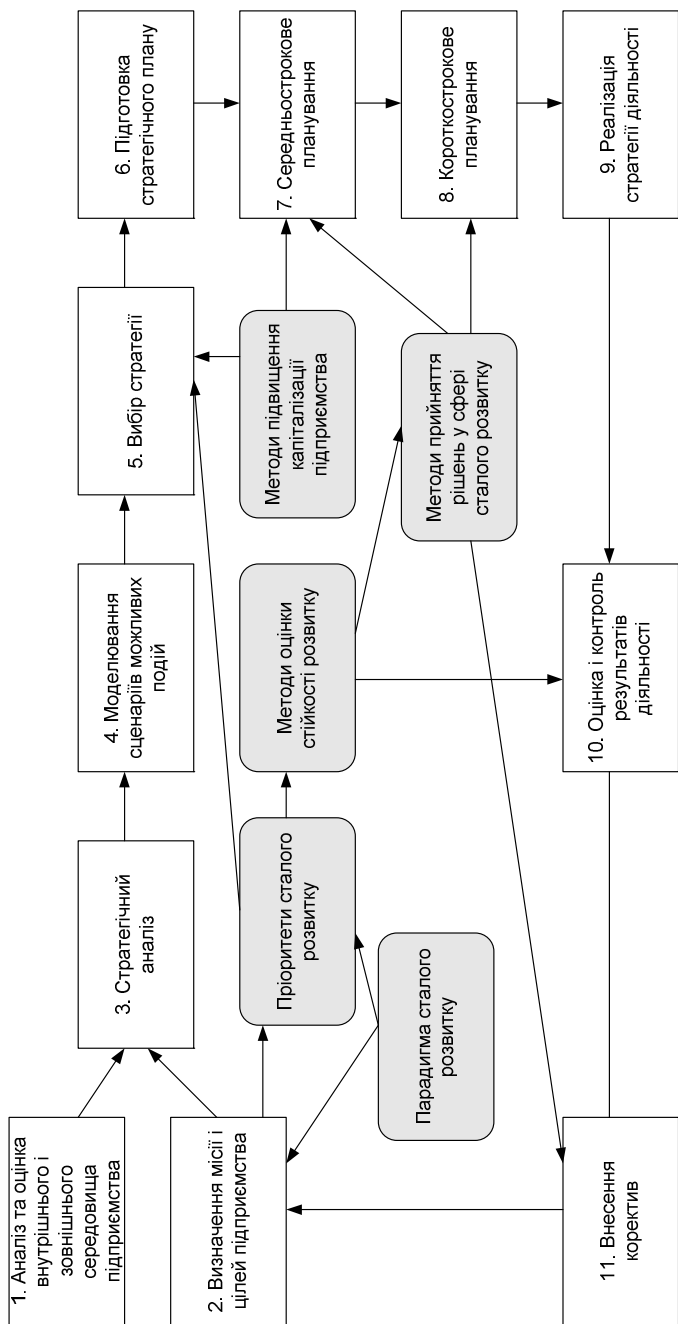 1. Аналіз та оцінка
внутрішнього і
зовнішнього
середовища
підприємства
2. Визначення місії і
цілей підприємства
3. Стратегічний
аналіз
4. Моделювання
сценаріїв можливих
подій
5. Вибір стратегії
6. Підготовка
стратегічного плану
7. Середньострокове
планування
8. Короткострокове
планування
9. Реалізація
стратегії діяльності
10. Оцінка і контроль
результатів
діяльності
11. Внесення
коректив
Парадигма сталого
розвитку
Пріоритети сталого
розвитку
Методи оцінки
стійкості розвитку
Методи підвищення
капіталізації
підприємства
Методи прийняття
рішень у сфері
сталого розвитку